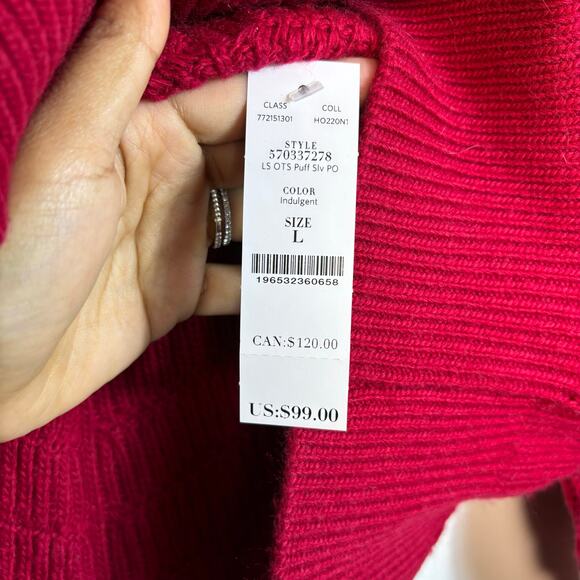 CLASS COLL
772151301 HO220N1
STYLE
570337278
LS OTS Puff Slv PO
COLOR
Indulgent
SIZE
L
196532360658
CAN:$120.00
US:$99.00